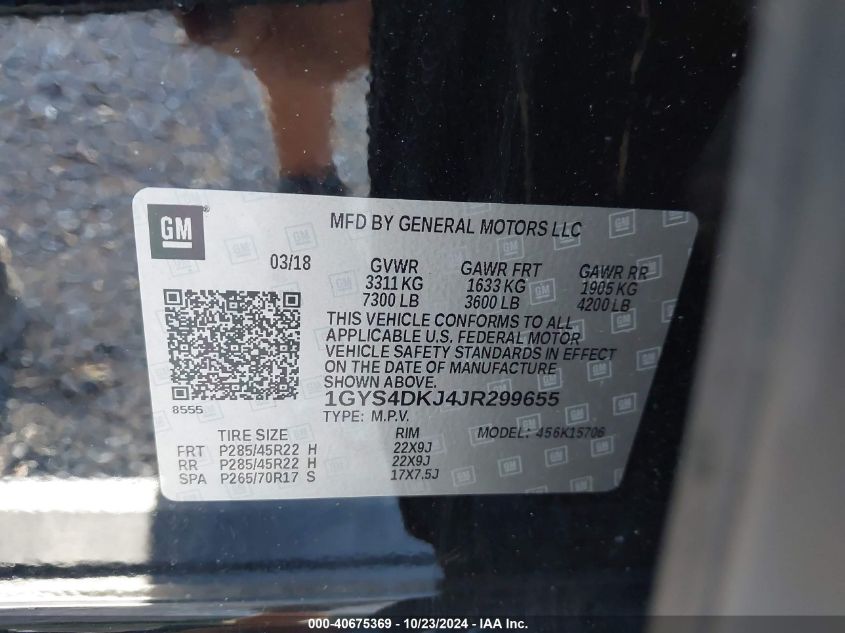 GM ®
MFD BY GENERAL MOTORS LLC
03/18 GVWR GAWR FRT GAWR RR
3311 KG 1633 KG 1905 KG
7300 LB 3600 LB 4200 LB
THIS VEHICLE CONFORMS TO ALL
APPLICABLE U.S. FEDERAL MOTOR
VEHICLE SAFETY STANDARDS IN EFFECT
ON THE DATE OF MANUFACTURE
SHOWN ABOVE.
1GYS4DKJ4JR299655
8555
TYPE: M.P.V.
TIRE SIZE RIM MODEL: 456K15706
FRT P285/45R22 H 22X9J
RR P285/45R22 H 22X9J
SPA P265/70R17 S 17X7.5J
000-40675369 - 10/23/2024 - IAA Inc.